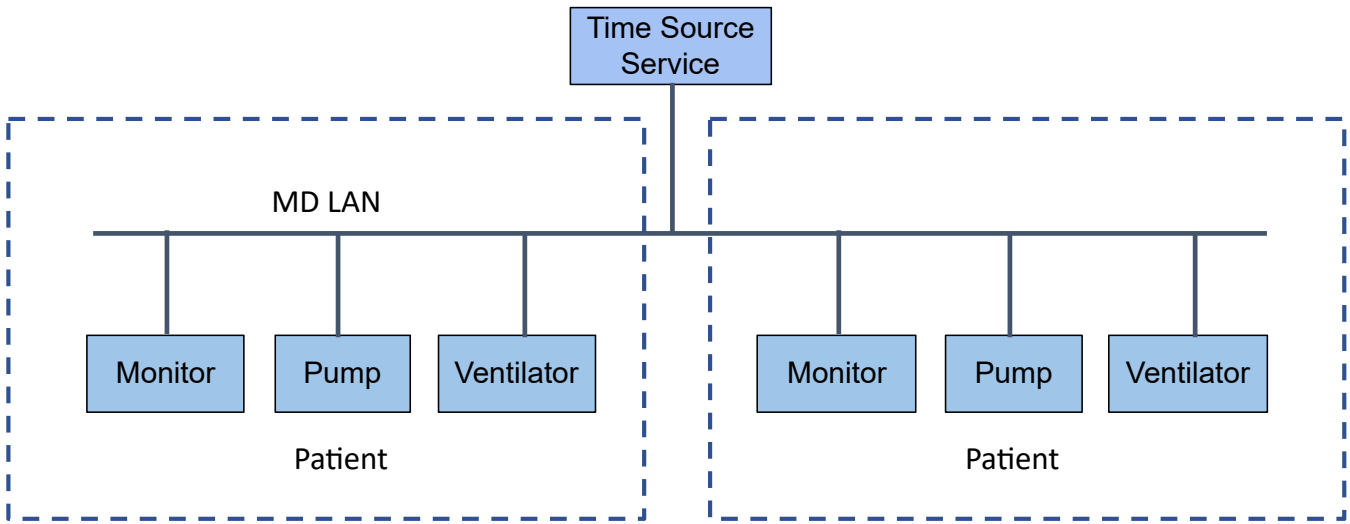 Time Source
Service
MD LAN
Monitor
Pump
Ventilator
Monitor
Pump
Ventilator
Patient
Patient